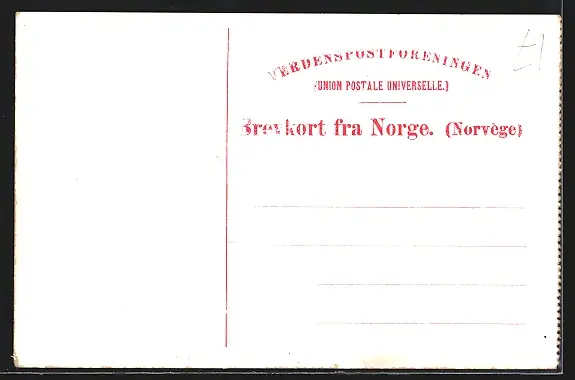 VERDENSPOSTFORENINGEN
(UNION POSTALE UNIVERSELLE.)
Brevkort fra Norge. (Norvège)